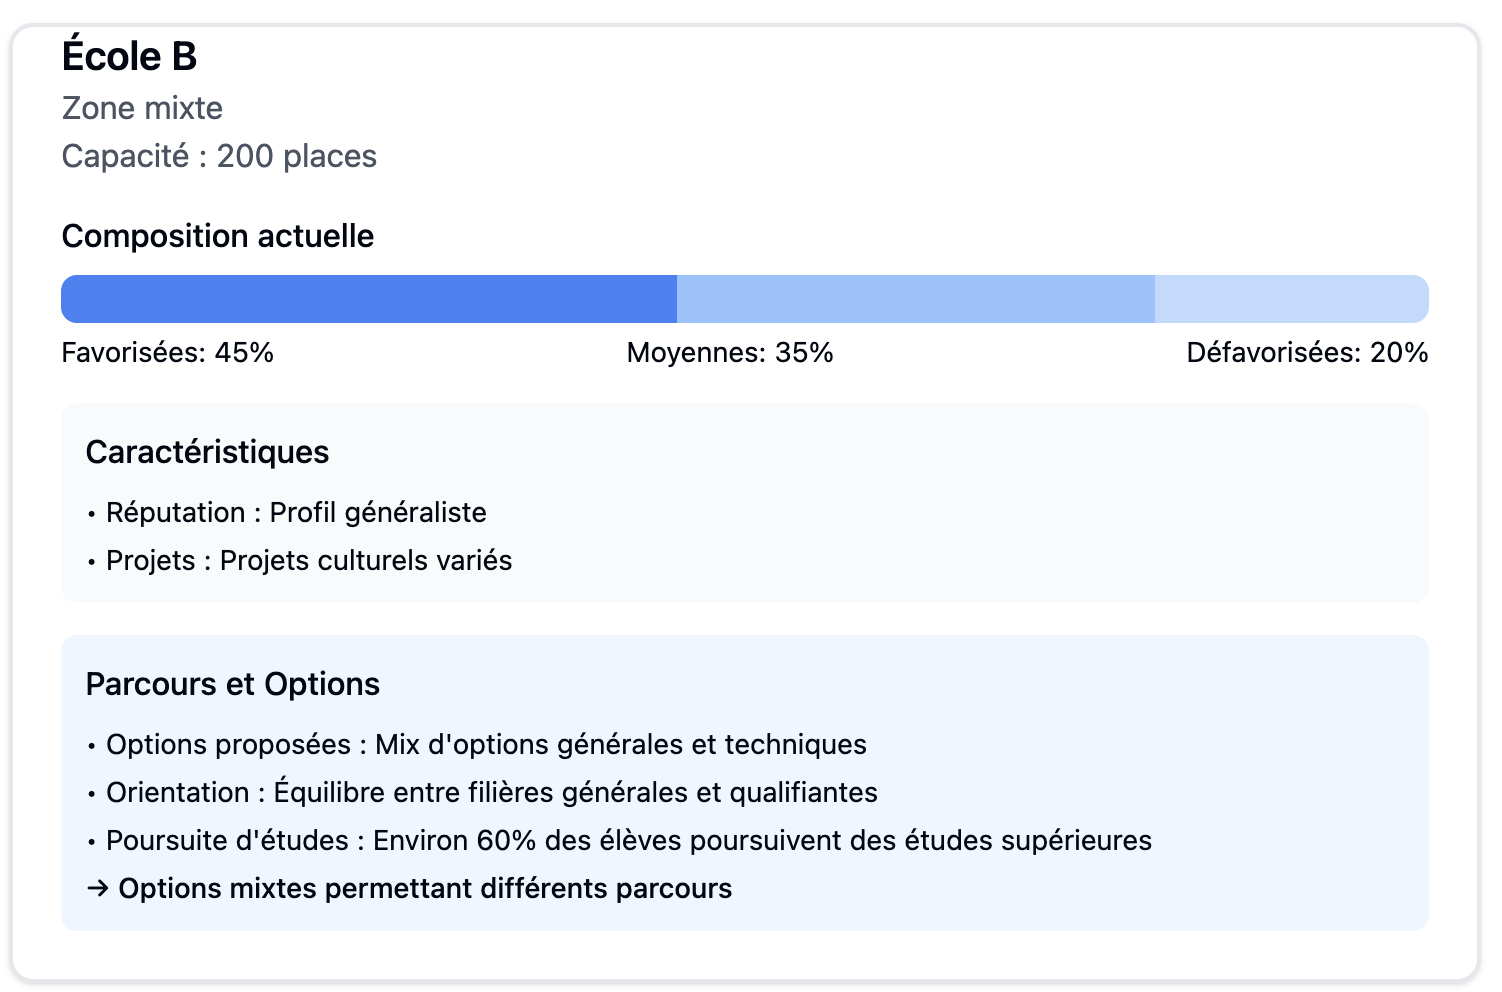 École B
Zone mixte
Capacité : 200 places
Composition actuelle
Favorisées: 45%
Moyennes: 35%
Défavorisées: 20%
Caractéristiques
• Réputation : Profil généraliste
• Projets : Projets culturels variés
Parcours et Options
• Options proposées : Mix d'options générales et techniques
• Orientation : Équilibre entre filières générales et qualifiantes
• Poursuite d'études : Environ 60% des élèves poursuivent des études supérieures
→ Options mixtes permettant différents parcours